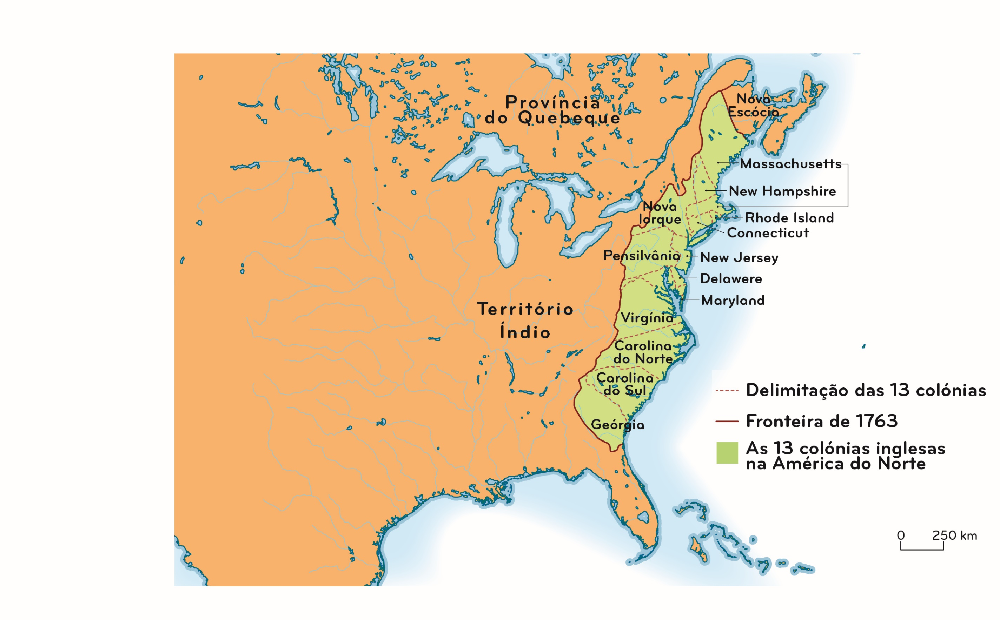 Província
do Quebeque
Nova
Escócia
Massachusetts
New Hampshire
Nova
Iorque
Rhode Island
Connecticut
Pensilvânia
New Jersey
Delawere
Maryland
Território
Índio
Virgínia
Carolina
do Norte
Carolina
do Sul
Geórgia
Delimitação das 13 colónias
Fronteira de 1763
As 13 colónias inglesas
na América do Norte
0 250 km